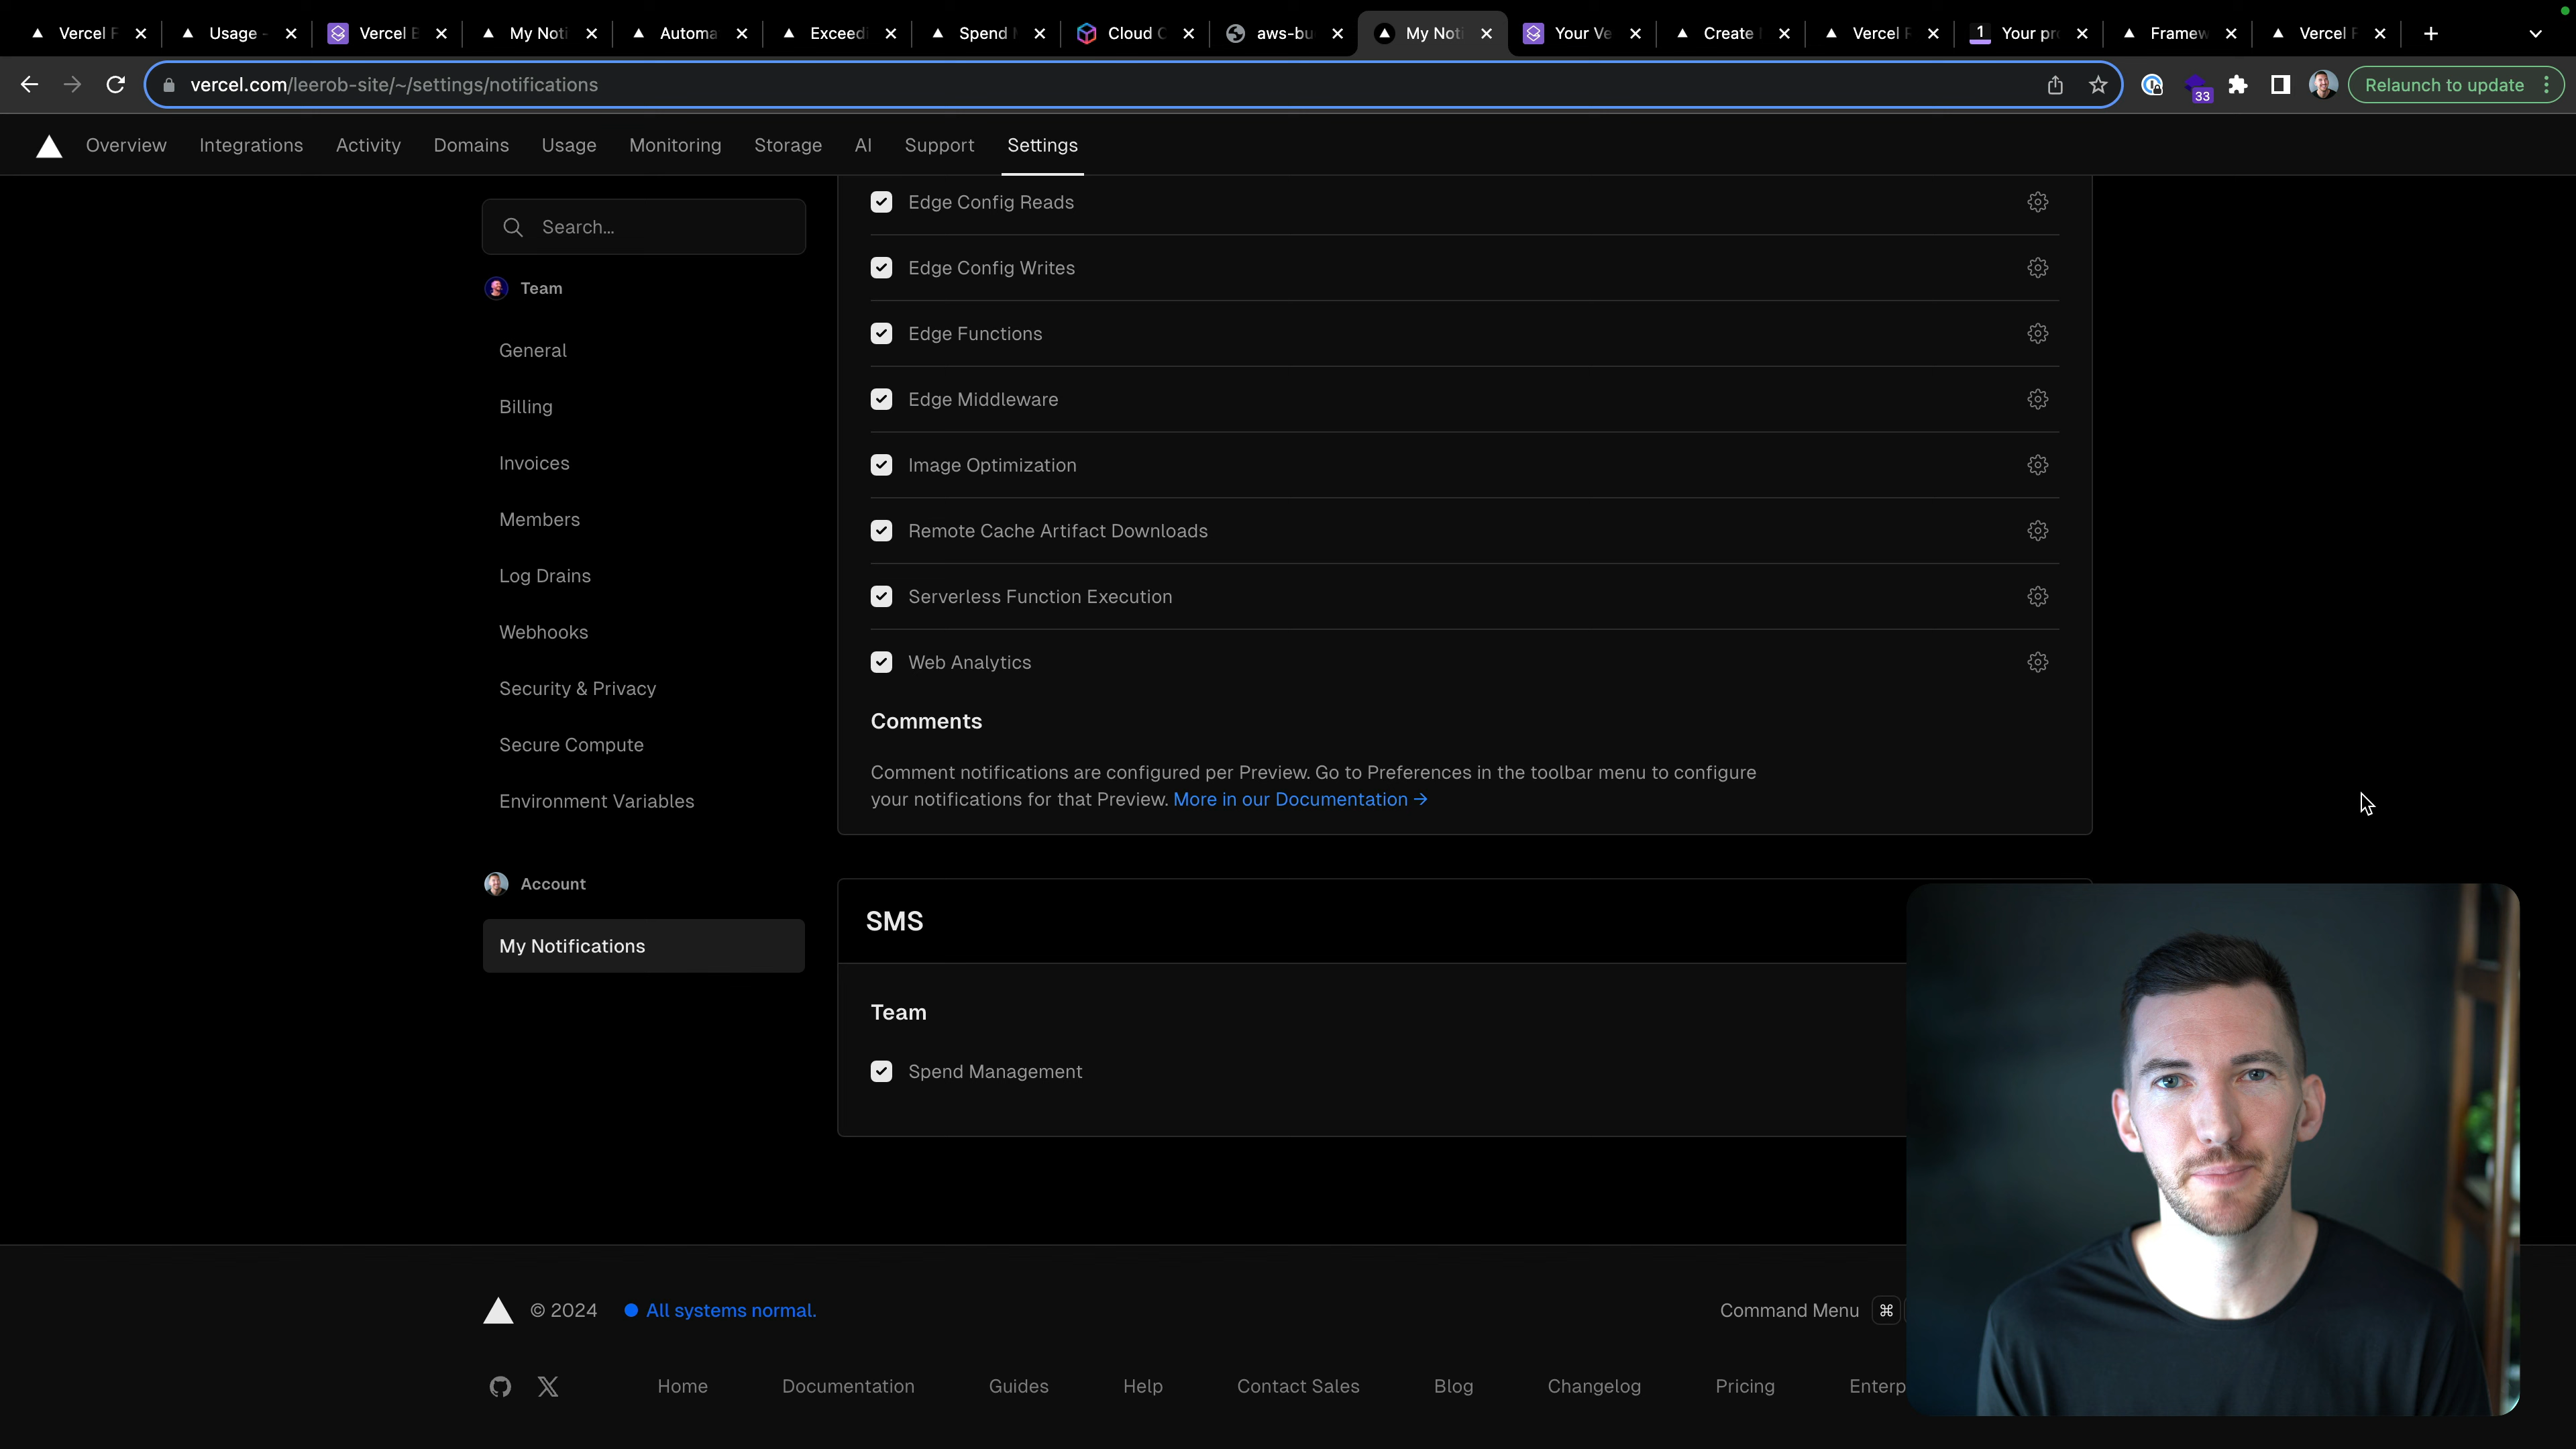 Vercel F
Usage -
Vercel E
My Noti
Automa
Exceedi
Spend M
Cloud C
aws-bu
My Noti
Your Ve
Create
Vercel F
1 Your pr
Framew
Vercel F
vercel.com/leerob-site/~/settings/notifications
33
Relaunch to update
Overview
Integrations
Activity
Domains
Usage
Monitoring
Storage
AI
Support
Settings
Search...
Team
General
Billing
Invoices
Members
Log Drains
Webhooks
Security & Privacy
Secure Compute
Environment Variables
Account
My Notifications
Edge Config Reads
Edge Config Writes
Edge Functions
Edge Middleware
Image Optimization
Remote Cache Artifact Downloads
Serverless Function Execution
Web Analytics
Comments
Comment notifications are configured per Preview. Go to Preferences in the toolbar menu to configure
your notifications for that Preview. More in our Documentation →
SMS
Team
Spend Management
© 2024
All systems normal.
Command Menu ⌘
Home
Documentation
Guides
Help
Contact Sales
Blog
Changelog
Pricing
Enterp